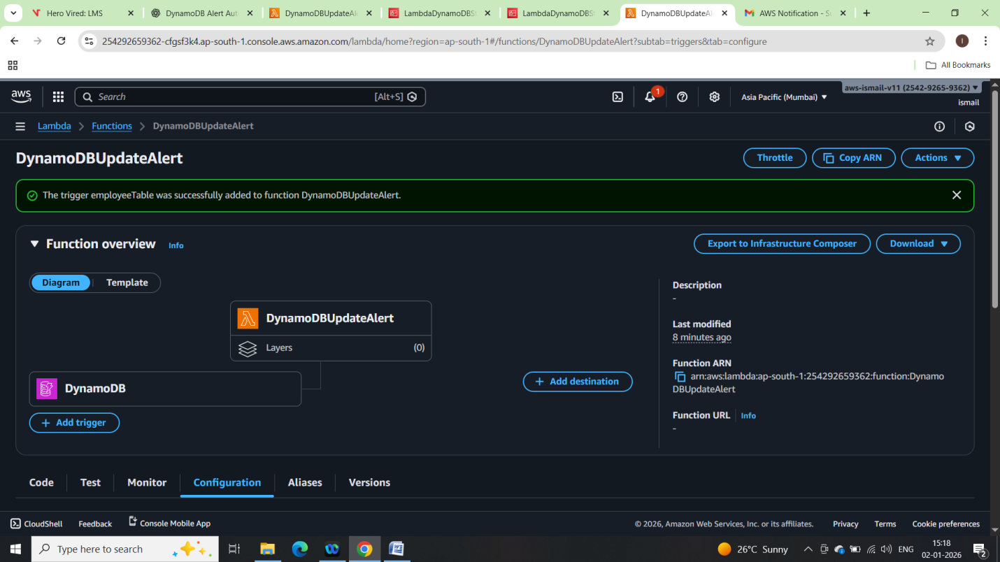 Hero Vired: LMS
DynamoDB Alert Aut
DynamoDBUpdateAl
LambdaDynamoDBSt
LambdaDynamoDBSt
DynamoDBUpdateAl
AWS Notification - S
254292659362-cfgsf3k4.ap-south-1.console.aws.amazon.com/lambda/home?region=ap-south-1#/functions/DynamoDBUpdateAlert?subtab=triggers&tab=configure
I
All Bookmarks
aws
Search
[Alt+S]
1
Asia Pacific (Mumbai)
aws-ismail-v11 (2542-9265-9362)
ismail
Lambda
Functions
DynamoDBUpdateAlert
DynamoDBUpdateAlert
Throttle
Copy ARN
Actions
The trigger employeeTable was successfully added to function DynamoDBUpdateAlert.
Function overview
Info
Export to Infrastructure Composer
Download
Diagram
Template
DynamoDBUpdateAlert
Layers
(0)
DynamoDB
+ Add trigger
+ Add destination
Description
-
Last modified
8 minutes ago
Function ARN
arn:aws:lambda:ap-south-1:254292659362:function:Dynamo
DBUpdateAlert
Function URL
Info
-
Code
Test
Monitor
Configuration
Aliases
Versions
CloudShell
Feedback
Console Mobile App
© 2026, Amazon Web Services, Inc. or its affiliates.
Privacy
Terms
Cookie preferences
Type here to search
26°C Sunny
ENG
15:18
02-01-2026
2